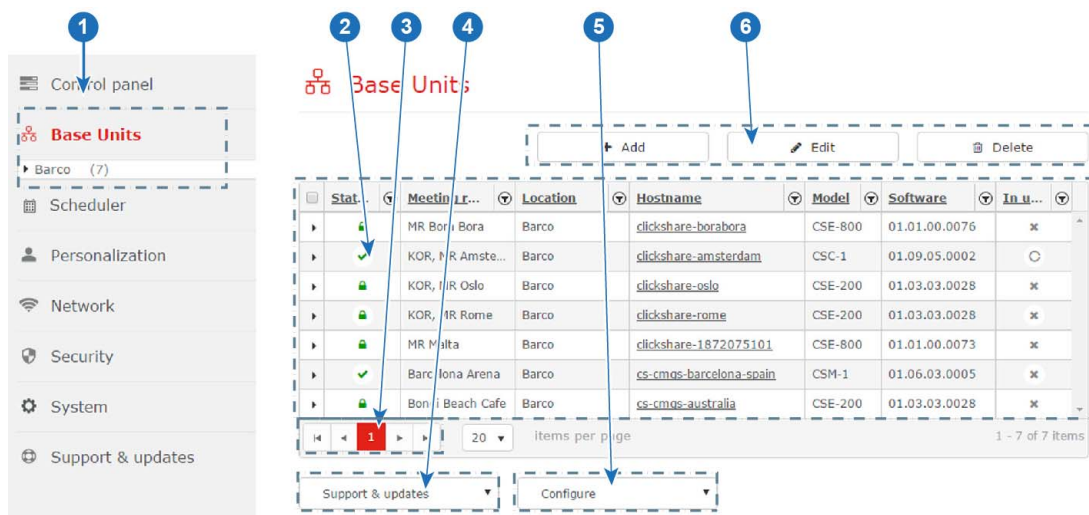 1 2 3 4 5 6
Control panel
Base Units
Barco (7)
Scheduler
Personalization
Network
Security
System
Support & updates
Base Units
+ Add Edit Delete
Stat... Meeting r... Location Hostname Model Software In u...
MR Bora Bora Barco clickshare-borabora CSE-800 01.01.00.0076
KOR, MR Amste... Barco clickshare-amsterdam CSC-1 01.09.05.0002
KOR, MR Oslo Barco clickshare-oslo CSE-200 01.03.03.0028
KOR, MR Rome Barco clickshare-rome CSE-200 01.03.03.0028
MR Malta Barco clickshare-1872075101 CSE-800 01.01.00.0073
Barcelona Arena Barco cs-cmgs-barcelona-spain CSM-1 01.06.03.0005
Bondi Beach Cafe Barco cs-cmgs-australia CSE-200 01.03.03.0028
1 20 items per page 1 - 7 of 7 items
Support & updates Configure